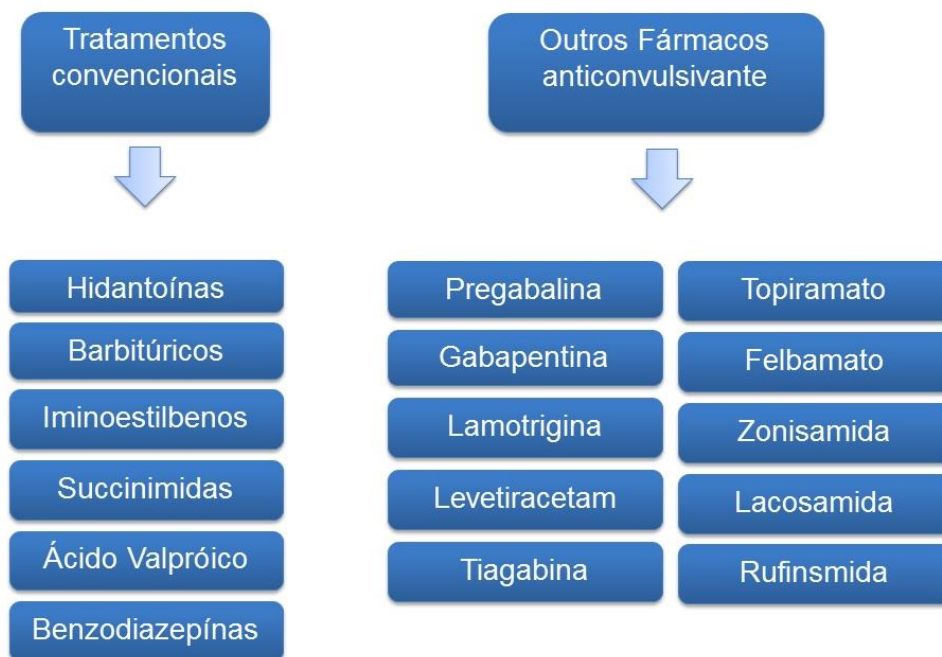 Tratamentos
convencionais
Outros Fármacos
anticonvulsivante
Hidantoínas
Barbitúricos
Iminoestilbenos
Succinimidas
Ácido Valpróico
Benzodiazepínas
Pregabalina
Gabapentina
Lamotrigina
Levetiracetam
Tiagabina
Topiramato
Felbamato
Zonisamida
Lacosamida
Rufinsmida